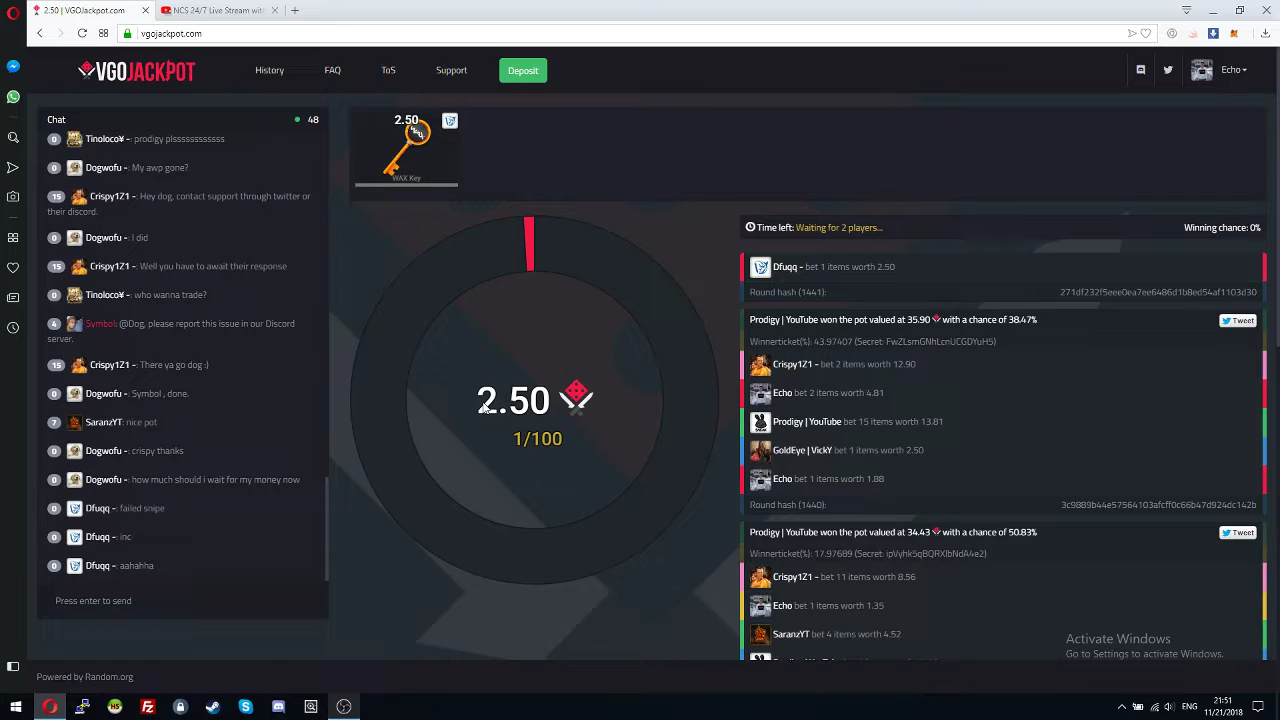 2.50 | VGOJackpot.com
NCS 24/7 Live Stream with
vgojackpot.com
VGOJACKPOT
History
FAQ
ToS
Support
Deposit
Echo
Chat
48
0 Tinoloco¥ -: prodigy plssssssssssss
0 Dogwofu -: My awp gone?
15 Crispy1Z1 -: Hey dog, contact support through twitter or
their discord.
0 Dogwofu -: I did
15 Crispy1Z1 -: Well you have to await their response
0 Tinoloco¥ -: who wanna trade?
4 Symbol: @Dog, please report this issue in our Discord
server.
15 Crispy1Z1 -: There ya go dog :)
0 Dogwofu -: Symbol , done.
7 SaranzYT: nice pot
0 Dogwofu -: crispy thanks
0 Dogwofu -: how much should i wait for my money now
0 Dfuqq -: failed snipe
0 Dfuqq -: inc
0 Dfuqq -: aahahha
Press enter to send
2.50
WAX Key
2.50
1/100
Time left: Waiting for 2 players...
Winning chance: 0%
Dfuqq - bet 1 items worth 2.50
Round hash (1441):
271df232f5eee0ea7ee6486d1b8ed54af1103d30
Prodigy | YouTube won the pot valued at 35.90 with a chance of 38.47%
Tweet
Winnerticket(%): 43.97407 (Secret: FwZLsmGNhLcnUCGDYuH5)
Crispy1Z1 - bet 2 items worth 12.90
Echo bet 2 items worth 4.81
Prodigy | YouTube bet 15 items worth 13.81
GoldEye | VickY bet 1 items worth 2.50
Echo bet 1 items worth 1.88
Round hash (1440):
3c9889b44e57564103afcff0c66b47d924dc142b
Prodigy | YouTube won the pot valued at 34.43 with a chance of 50.83%
Tweet
Winnerticket(%): 17.97689 (Secret: ipVyhk5qBQRXIbNdA4e2)
Crispy1Z1 - bet 11 items worth 8.56
Echo bet 1 items worth 1.35
SaranzYT bet 4 items worth 4.52
Activate Windows
Go to Settings to activate Windows.
Powered by Random.org
ENG
21:51
11/21/2018